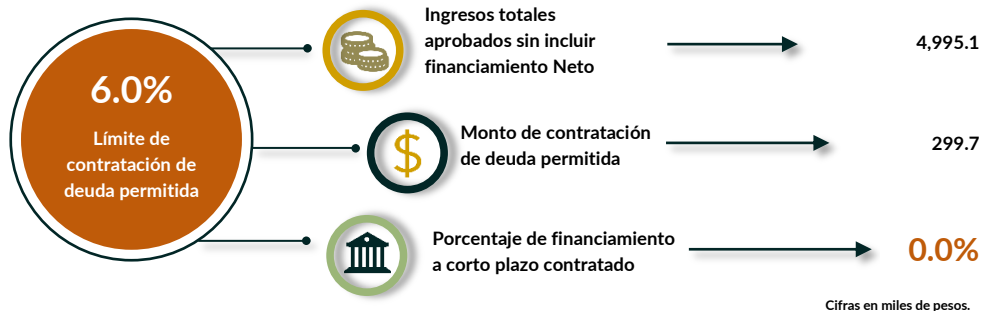 6.0%
Límite de
contratación de
deuda permitida
Ingresos totales
aprobados sin incluir
financiamiento Neto
4,995.1
$
Monto de contratación
de deuda permitida
299.7
Porcentaje de financiamiento
a corto plazo contratado
0.0%
Cifras en miles de pesos.